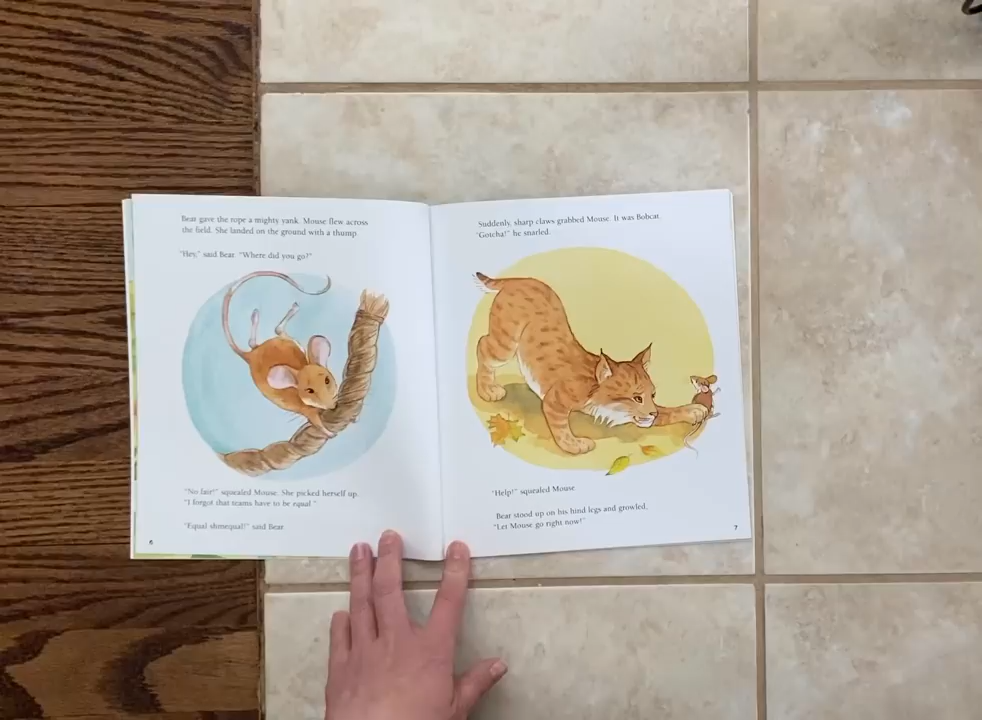 Bear gave the rope a mighty yank. Mouse flew across
the field. She landed on the ground with a thump.
"Hey," said Bear. "Where did you go?"
"No fair!" squealed Mouse. She picked herself up.
"I forgot that teams have to be equal."
"Equal shmequal!" said Bear.
6
Suddenly, sharp claws grabbed Mouse. It was Bobcat.
"Gotcha!" he snarled.
"Help!" squealed Mouse.
Bear stood up on his hind legs and growled,
"Let Mouse go right now!"
7